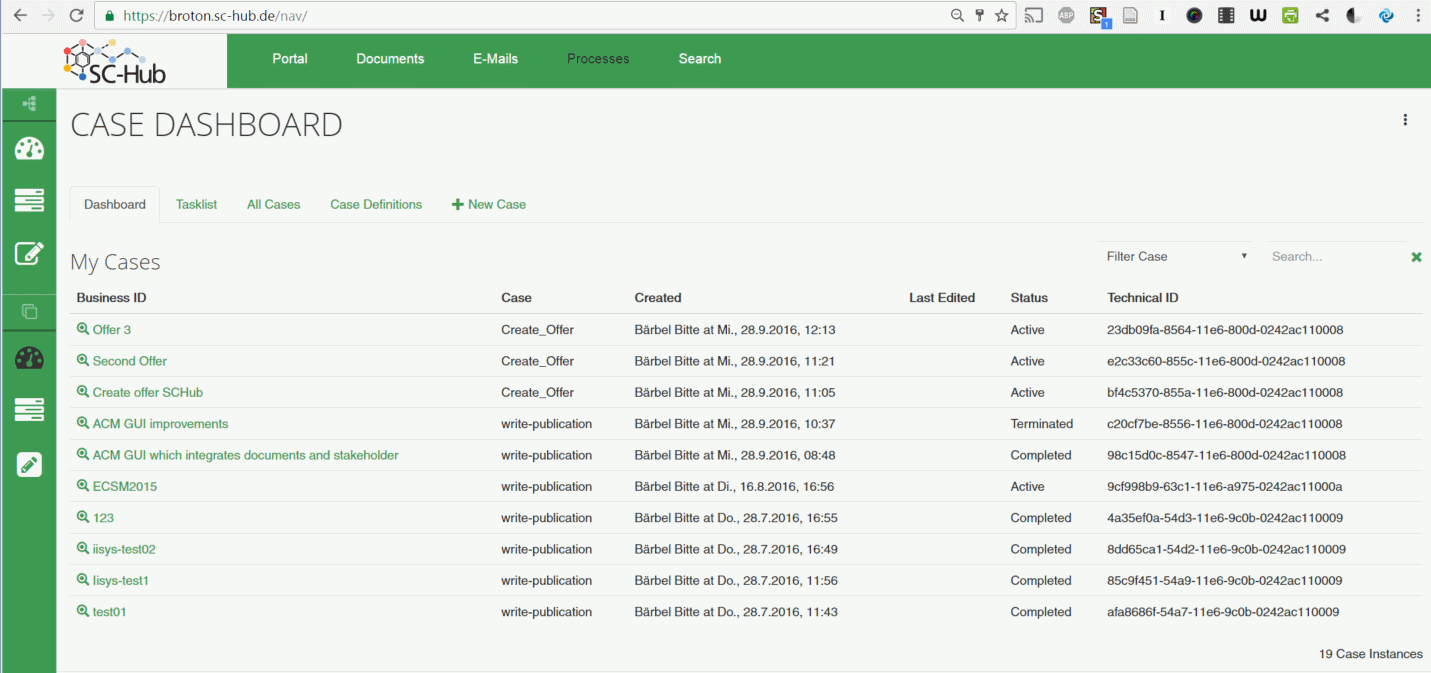 https://broton.sc-hub.de/nav/
ABP
S
1
I
W
SC-Hub
Portal Documents E-Mails Processes Search
CASE DASHBOARD
Dashboard Tasklist All Cases Case Definitions New Case
My Cases
Filter Case Search...
Business ID Case Created Last Edited Status Technical ID
Offer 3 Create_Offer Bärbel Bitte at Mi., 28.9.2016, 12:13 Active 23db09fa-8564-11e6-800d-0242ac110008
Second Offer Create_Offer Bärbel Bitte at Mi., 28.9.2016, 11:21 Active e2c33c60-855c-11e6-800d-0242ac110008
Create offer SCHub Create_Offer Bärbel Bitte at Mi., 28.9.2016, 11:05 Active bf4c5370-855a-11e6-800d-0242ac110008
ACM GUI improvements write-publication Bärbel Bitte at Mi., 28.9.2016, 10:37 Terminated c20cf7be-8556-11e6-800d-0242ac110008
ACM GUI which integrates documents and stakeholder write-publication Bärbel Bitte at Mi., 28.9.2016, 08:48 Completed 98c15d0c-8547-11e6-800d-0242ac110008
ECSM2015 write-publication Bärbel Bitte at Di., 16.8.2016, 16:56 Active 9cf998b9-63c1-11e6-a975-0242ac11000a
123 write-publication Bärbel Bitte at Do., 28.7.2016, 16:55 Completed 4a35ef0a-54d3-11e6-9c0b-0242ac110009
iisys-test02 write-publication Bärbel Bitte at Do., 28.7.2016, 16:49 Completed 8dd65ca1-54d2-11e6-9c0b-0242ac110009
Iisys-test1 write-publication Bärbel Bitte at Do., 28.7.2016, 11:56 Completed 85c9f451-54a9-11e6-9c0b-0242ac110009
test01 write-publication Bärbel Bitte at Do., 28.7.2016, 11:43 Completed afa8686f-54a7-11e6-9c0b-0242ac110009
19 Case Instances